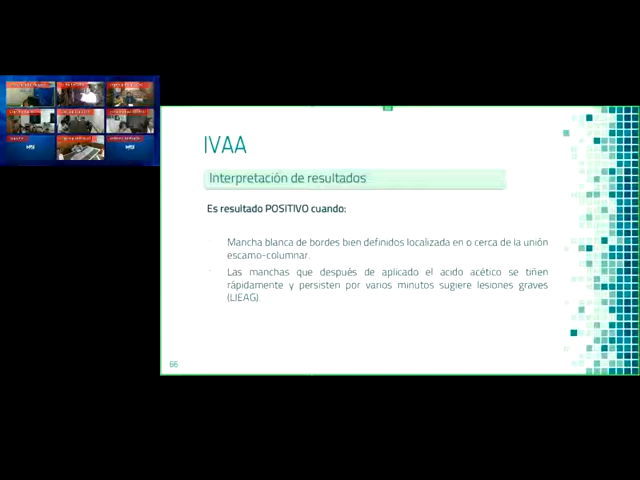 IVAA
Interpretación de resultados
Es resultado POSITIVO cuando:
Mancha blanca de bordes bien definidos localizada en o cerca de la unión
escamo-columnar.
Las manchas que después de aplicado el acido acético se tiñen
rápidamente y persisten por varios minutos sugiere lesiones graves
(LIEAG).
66